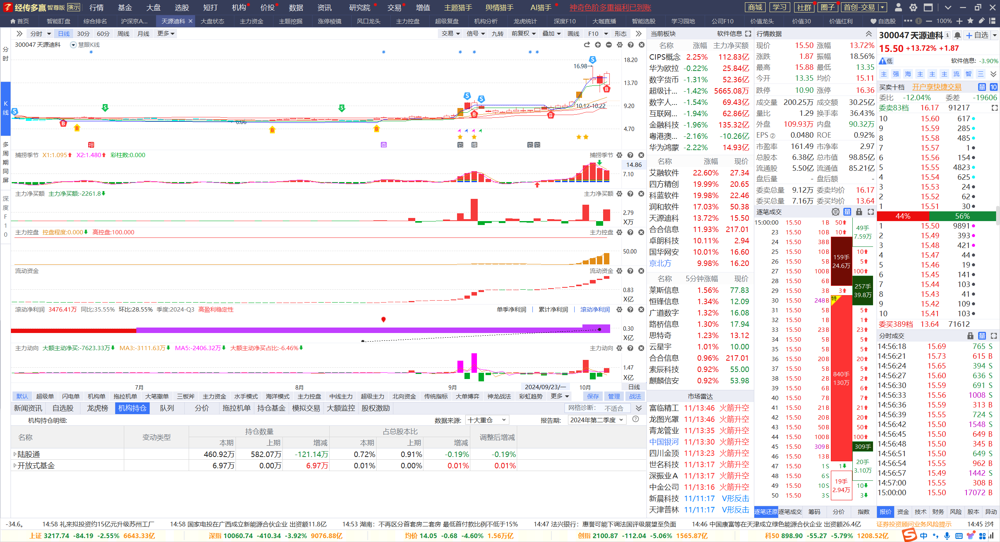 经传多赢 智尊版 演示 行情 基金 大盘 选股 短打 机构 价投 数据 资讯 研究院 交易 增值 主题猎手 舆情猎手 AI猎手 神奇色阶多重福利已到账 商城 学习 社群 圈子 首创-交易
首页 智能盯盘 综合排名 沪深京A... 天源迪科 大盘状态 主力资金 主题挖掘 涨停棱镜 风口龙头 主力控盘 超级复盘 机构分析 龙虎统计 深度F10 大咖直播 智能选股 学习园地 公司F10 价值龙头 价值30 价值红利 自选股 100%
分时 日线 30分 60分 周线 月线 更多 交易 信号 九转 前复权 叠加 画线 F10 形态
分时
K线
多周期同屏
深度F10
300047 天源迪科 慧眼K线
18.20
16.98
13.70
10.12-10.22
9.20
6.06
4.70
捕捞季节 X1:1.095 X2:1.480 彩柱数:0.000 捕捞季节
14.86
7.10
主力净买额 主力净买额:-2261.8 主力净买额
2.79
X万
主力控盘 控盘程度:0.000 高控盘:100.000 主力控盘
50.00
流动资金 流动资金
0.83
X亿
滚动净利润 3476.41万 同比:35.55% 环比:28.55% 季度:2024-Q3 高盈利稳定性 单季净利润 累计净利润 滚动净利润
0.30
X亿
主力动向 大额主动净买:-7623.33万 MA3:-3111.63万 MA5:-2406.32万 大额主动净买占比:-6.46% 主力动向
1.47
X亿
7月 8月 9月 2024/09/23/一 10月 日线
默认 超级单 闪电单 机构单 拖拉机单 大笔撤单 三板斧 主力资金 水手模式 海洋模式 主力控盘 中线主力 超级主力 北向资金 传统指标 大单博弈 神龙战法 彩虹趋势 更多 保存 管理 战法
新闻资讯 自选股 龙虎榜 机构持仓 队列 分价 拖拉机单 持仓基金 模拟交易 大额监控 股权激励 网格诊断: 不适合
机构持仓明细: 数据来源: 十大重仓 报告期: 2024年第二季度
名称 变动类型 持仓数量 占总股本比 调整后增减
本期 上期 增减 本期 上期 增减
陆股通 460.92万 582.07万 -121.14万 0.72% 0.91% -0.19% -0.19%
开放式基金 6.97万 0.00万 6.97万 0.01% 0.00% 0.01% 0.01%
当前板块 软件信息
名称 涨幅 主力净买额
CIPS概念 2.25% 112.83亿
华为欧拉 -0.22% 25.84亿
数字货币 -1.31% 52.36亿
超级计... -1.42% 5665.08万
数字人... -1.54% 69.43亿
互联网... -1.94% 62.86亿
金融科技 -1.96% 135.32亿
粤港澳... -2.16% -10.26亿
华为鸿蒙 -2.22% 14.93亿
名称 涨幅 现价
艾融软件 22.60% 27.34
四方精创 19.99% 20.65
科蓝软件 19.98% 22.46
润和软件 17.03% 50.38
天源迪科 13.72% 15.50
合合信息 11.93% 217.01
卓朗科技 10.11% 2.94
国华网安 10.01% 16.60
京北方 9.98% 16.20
名称 5分钟涨幅 现价
莱斯信息 1.56% 77.83
恒锋信息 1.34% 12.09
广道数字 1.32% 16.08
路桥信息 1.30% 17.94
思特奇 1.23% 13.12
云星宇 1.01% 10.00
合合信息 0.96% 217.01
索辰科技 0.92% 55.00
麒麟信安 0.92% 53.98
市场雷达
富临精工 11/13:46 火箭升空
龙图光罩 11/13:46 火箭升空
青龙管业 11/13:35 火箭升空
中国银河 11/13:30 火箭升空
四川金顶 11/13:23 火箭升空
世名科技 11/13:17 火箭升空
深振业A 11/13:17 火箭升空
中金公司 11/13:16 火箭升空
新晨科技 11/11:17 V形反击
天津普林 11/11:17 V形反击
行情数据
现价 15.50 涨幅 13.72%
涨跌 1.87 振幅 18.56%
最高 15.88 最低 13.35
今开 13.35 均价 15.11
跌停 10.90 涨停 16.36
成交量 200.25万 成交额 30.25亿
量比 1.29 换手率 36.43%
外盘 109.93万 内盘 90.32万
EPS② 0.0480 ROE 0.92%
市盈率 161.49 市净率 2.97
总股本 6.38亿 总市值 98.85亿
流通股 5.50亿 流通值 85.21亿
盘后量 - 盘后额 -
委卖总量 9.12万 委卖均价 16.17
委买总量 7.16万 委买均价 13.64
逐笔成交
15:00:00 15.50 1B 50
23 15.50 10B 10
24 15.50 38B
25 15.50 10B 10
26 15.50 5B 5
27 15.50 100B 100
28 15.50 6B
29 15.50 3B 3
30 15.50 248B
31 15.50 5B 5
32 15.50 1B 1
33 15.50 23B 23
34 15.50 5B 5
35 15.50 5B 5
36 15.50 20B 20
37 15.50 5B 5
38 15.50 2B 2
39 15.50 6B 6
40 15.50 7B 7
41 15.50 21B 21
42 15.50 20B 20
43 15.50 50B 50
44 15.50 100B 100
45 15.50 309B 309手
46 15.50 13B
47 15.50 1S 1
48 15.50 6S
49 15.50 10S 10
50 15.50 3S 3
49手
7.59万
159手
24.6万
257手
39.8万
特
840手
130万
20手
3.10万
19手
2.94万
逐笔还原 逐笔成交 筹码 分价 指数
300047 天源迪科 自选
15.50 +13.72% +1.87
低 软件信息: -3.90%
主 强 海 主 主 主 流 智 三
买卖十档 开户享快捷交易 量 10
委比 -12.04% 委差 -19606
委卖83档 16.17 91217
10 15.60 617
9 15.59 285
8 15.58 485
7 15.57 1
6 15.56 154
5 15.55 4823
4 15.54 625
3 15.53 24
2 15.52 62
1 15.51 30
44% 56%
1 15.50 9891
2 15.49 393
3 15.48 421
4 15.47 44
5 15.46 19
6 15.45 141
7 15.44 103
8 15.43 41
9 15.42 109
10 15.41 103
委买389档 13.64 71612
分时成交
14:56:18 15.69 765 S
14:56:21 15.73 615 B
14:56:24 15.65 394 S
14:56:27 15.60 636 S
14:56:30 15.59 691 S
14:56:33 15.56 1008 S
14:56:36 15.59 313 B
14:56:39 15.55 724 S
14:56:42 15.50 1548 S
14:56:45 15.50 649 B
14:56:48 15.50 345 B
14:56:51 15.50 649 S
14:56:54 15.55 962 B
14:56:57 15.49 1442 S
14:57:00 15.55 308 B
15:00:00 15.50 17072 B
报价 资金 技术 财务 风险 股本 异动
-34.6。 14:58 礼来拟投资约15亿元升级苏州工厂 14:58 国家电投在广西成立新能源合伙企业 出资额11.8亿 14:53 湖南：不再区分首套房二套房 最低首付款比例不低于15% 14:47 法兴银行：惠誉可能下调法国评级展望至负面 14:46 中国康富等在天津成立绿色能源合伙企业 出资额26.4亿 证券投资顾问业务风险提示 14:45
上证 3217.74 -84.19 -2.55% 6643.33亿 深指 10060.74 -410.34 -3.92% 9076.88亿 均价 14.05 -0.68 -4.60% 1.56万亿 创指 2100.87 -112.04 -5.06% 1565.87亿 科50 898.90 -55.27 -5.79% 1208.52亿 中